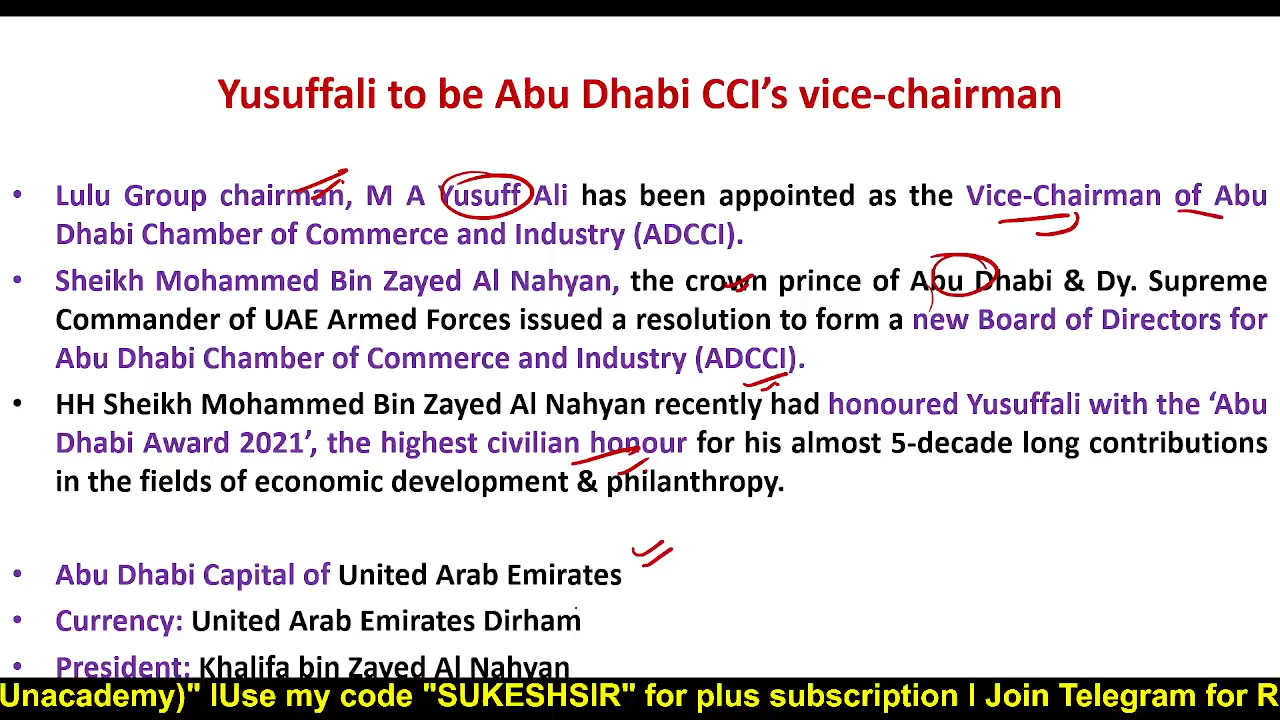 Yusuffali to be Abu Dhabi CCI’s vice-chairman
• Lulu Group chairman, M A Yusuff Ali has been appointed as the Vice-Chairman of Abu
Dhabi Chamber of Commerce and Industry (ADCCI).
• Sheikh Mohammed Bin Zayed Al Nahyan, the crown prince of Abu Dhabi & Dy. Supreme
Commander of UAE Armed Forces issued a resolution to form a new Board of Directors for
Abu Dhabi Chamber of Commerce and Industry (ADCCI).
• HH Sheikh Mohammed Bin Zayed Al Nahyan recently had honoured Yusuffali with the ‘Abu
Dhabi Award 2021’, the highest civilian honour for his almost 5-decade long contributions
in the fields of economic development & philanthropy.
• Abu Dhabi Capital of United Arab Emirates
• Currency: United Arab Emirates Dirham
• President: Khalifa bin Zayed Al Nahyan
Unacademy)" lUse my code "SUKESHSIR" for plus subscription l Join Telegram for R